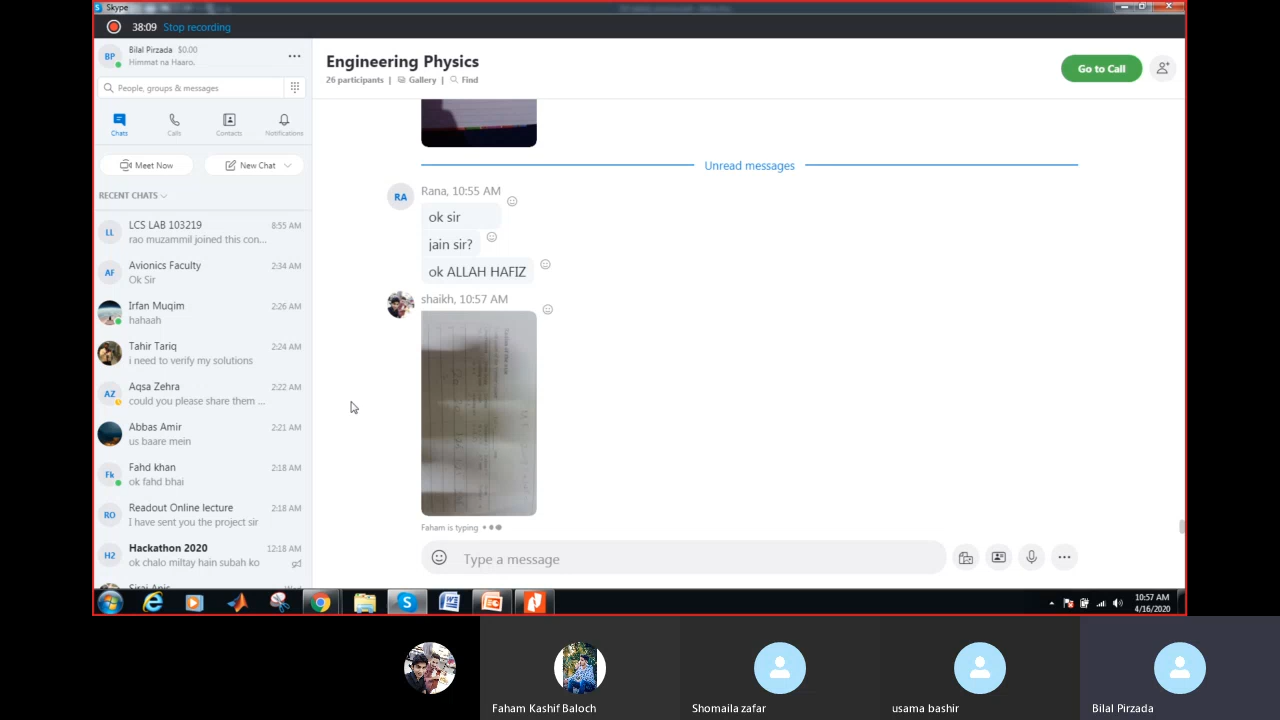 Skype
38:09 Stop recording
BP Bilal Pirzada $0.00
Himmat na Haaro,
People, groups & messages
Chats Calls Contacts Notifications
Meet Now New Chat
RECENT CHATS
LL LCS LAB 103219 8:55 AM
rao muzammil joined this con...
AF Avionics Faculty 2:34 AM
Ok Sir
Irfan Muqim 2:26 AM
hahaah
Tahir Tariq 2:24 AM
i need to verify my solutions
AZ Aqsa Zehra 2:22 AM
could you please share them ...
Abbas Amir 2:21 AM
us baare mein
Fk Fahd khan 2:18 AM
ok fahd bhai
RO Readout Online lecture 2:18 AM
I have sent you the project sir
H2 Hackathon 2020 12:18 AM
ok chalo miltay hain subah ko
Engineering Physics
26 participants | Gallery | Find
Go to Call
Unread messages
RA Rana, 10:55 AM
ok sir
jain sir?
ok ALLAH HAFIZ
shaikh, 10:57 AM
Faham is typing
Type a message
10:57 AM
4/16/2020
Faham Kashif Baloch
Shomaila zafar
usama bashir
Bilal Pirzada